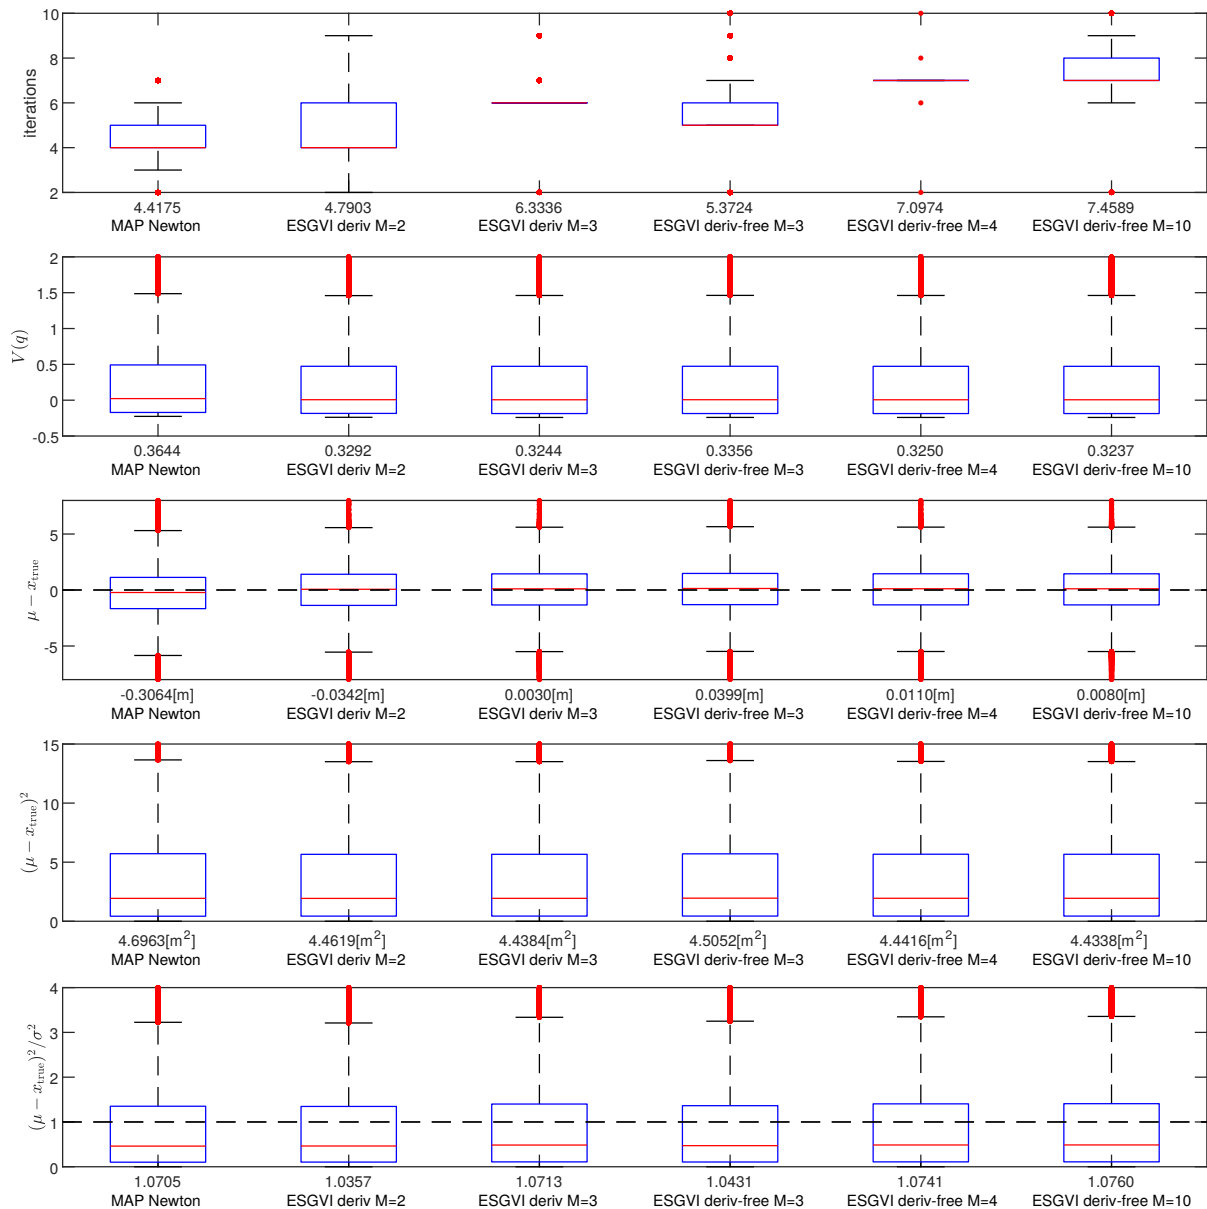 10
8
6
4
2
iterations
4.4175 4.7903 6.3336 5.3724 7.0974 7.4589
MAP Newton ESGVI deriv M=2 ESGVI deriv M=3 ESGVI deriv-free M=3 ESGVI deriv-free M=4 ESGVI deriv-free M=10
2
1.5
1
0.5
0
-0.5
V(q)
0.3644 0.3292 0.3244 0.3356 0.3250 0.3237
MAP Newton ESGVI deriv M=2 ESGVI deriv M=3 ESGVI deriv-free M=3 ESGVI deriv-free M=4 ESGVI deriv-free M=10
5
0
-5
μ − x_true
-0.3064[m] -0.0342[m] 0.0030[m] 0.0399[m] 0.0110[m] 0.0080[m]
MAP Newton ESGVI deriv M=2 ESGVI deriv M=3 ESGVI deriv-free M=3 ESGVI deriv-free M=4 ESGVI deriv-free M=10
15
10
5
0
(μ − x_true)²
4.6963[m²] 4.4619[m²] 4.4384[m²] 4.5052[m²] 4.4416[m²] 4.4338[m²]
MAP Newton ESGVI deriv M=2 ESGVI deriv M=3 ESGVI deriv-free M=3 ESGVI deriv-free M=4 ESGVI deriv-free M=10
4
3
2
1
0
(μ − x_true)²/σ²
1.0705 1.0357 1.0713 1.0431 1.0741 1.0760
MAP Newton ESGVI deriv M=2 ESGVI deriv M=3 ESGVI deriv-free M=3 ESGVI deriv-free M=4 ESGVI deriv-free M=10